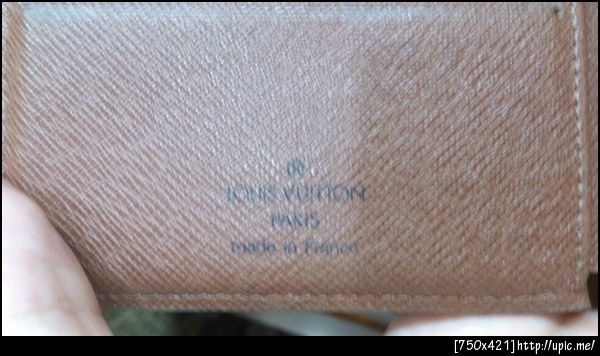 ®
LOUIS VUITTON
PARIS
made in France
[750x421]http://upic.me/